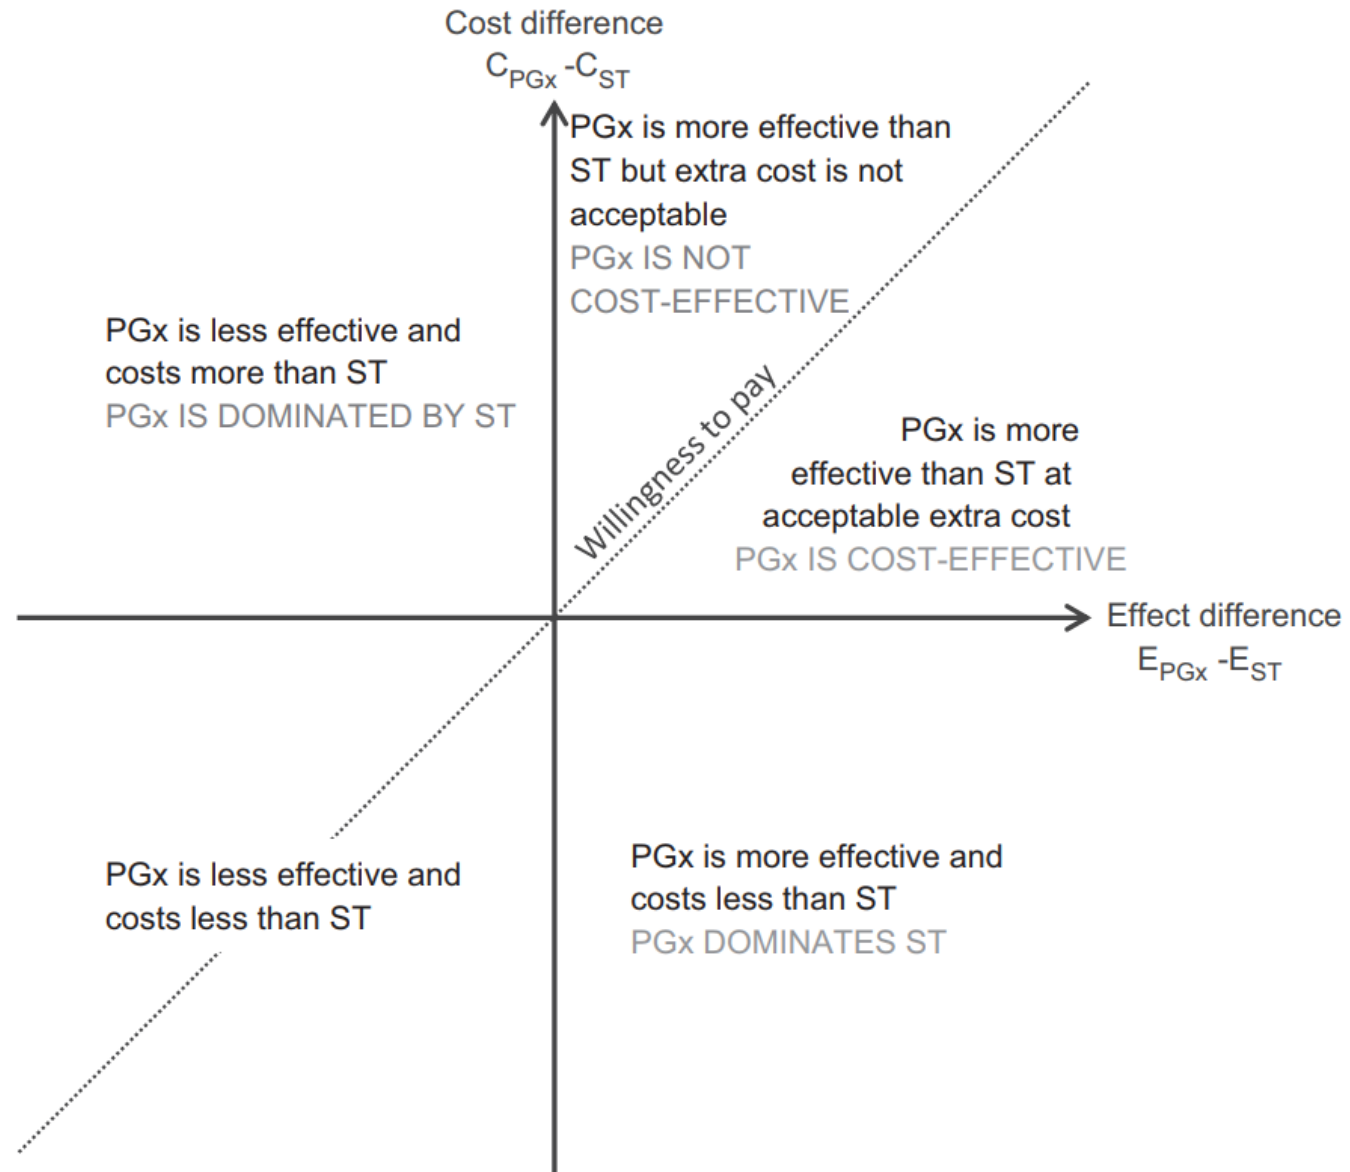 Cost difference
CPGx -CST
PGx is more effective than
ST but extra cost is not
acceptable
PGx IS NOT
COST-EFFECTIVE
PGx is less effective and
costs more than ST
PGx IS DOMINATED BY ST
Willingness to pay
PGx is more
effective than ST at
acceptable extra cost
PGx IS COST-EFFECTIVE
Effect difference
EPGx -EST
PGx is less effective and
costs less than ST
PGx is more effective and
costs less than ST
PGx DOMINATES ST